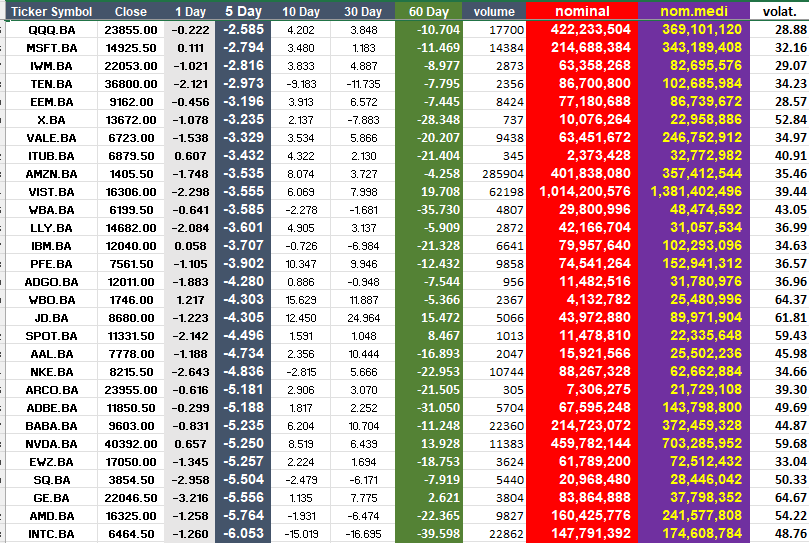 Ticker Symbol Close 1 Day 5 Day 10 Day 30 Day 60 Day volume nominal nom.medi volat.
QQQ.BA 23855.00 -0.222 -2.585 4.202 3.848 -10.704 17700 422,233,504 369,101,120 28.88
MSFT.BA 14925.50 0.111 -2.794 3.480 1.183 -11.469 14384 214,688,384 343,189,408 32.16
IWM.BA 22053.00 -1.021 -2.816 3.833 4.887 -8.977 2873 63,358,268 82,695,576 29.07
TEN.BA 36800.00 -2.121 -2.973 -9.183 -11.735 -7.795 2356 86,700,800 102,685,984 34.23
EEM.BA 9162.00 -0.456 -3.196 3.913 6.572 -7.445 8424 77,180,688 86,739,672 28.57
X.BA 13672.00 -1.078 -3.235 2.137 -7.883 -28.348 737 10,076,264 22,958,886 52.84
VALE.BA 6723.00 -1.538 -3.329 3.534 5.866 -20.207 9438 63,451,672 246,752,912 34.97
ITUB.BA 6879.50 0.607 -3.432 4.322 2.130 -21.404 345 2,373,428 32,772,982 40.91
AMZN.BA 1405.50 -1.748 -3.535 8.074 3.727 -4.258 285904 401,838,080 357,412,544 35.46
VIST.BA 16306.00 -2.298 -3.555 6.069 7.998 19.708 62198 1,014,200,576 1,381,402,496 39.44
WBA.BA 6199.50 -0.641 -3.585 -2.278 -1.681 -35.730 4807 29,800,996 48,474,592 43.05
LLY.BA 14682.00 -2.084 -3.601 4.905 3.137 -5.909 2872 42,166,704 31,057,534 36.99
IBM.BA 12040.00 0.058 -3.707 -0.726 -6.984 -21.328 6641 79,957,640 102,293,096 34.63
PFE.BA 7561.50 -1.105 -3.902 10.347 9.946 -12.432 9858 74,541,264 152,941,312 36.57
ADGO.BA 12011.00 -1.883 -4.280 0.886 -0.948 -7.544 956 11,482,516 31,780,976 36.96
WBO.BA 1746.00 1.217 -4.303 15.629 11.887 -5.366 2367 4,132,782 25,480,996 64.37
JD.BA 8680.00 -1.223 -4.305 12.450 24.964 15.472 5066 43,972,880 89,971,904 61.81
SPOT.BA 11331.50 -2.142 -4.496 1.591 1.048 8.467 1013 11,478,810 22,335,648 59.43
AAL.BA 7778.00 -1.188 -4.734 2.356 10.444 -16.893 2047 15,921,566 25,502,236 45.98
NKE.BA 8215.50 -2.643 -4.836 -2.815 5.666 -22.953 10744 88,267,328 62,662,884 34.66
ARCO.BA 23955.00 -0.616 -5.181 2.906 3.070 -21.505 305 7,306,275 21,729,108 39.30
ADBE.BA 11850.50 -0.299 -5.188 1.817 2.252 -31.050 5704 67,595,248 143,798,800 49.69
BABA.BA 9603.00 -0.831 -5.235 6.204 10.704 -11.248 22360 214,723,072 372,459,328 44.87
NVDA.BA 40392.00 0.657 -5.250 8.519 6.439 13.928 11383 459,782,144 703,285,952 59.68
EWZ.BA 17050.00 -1.345 -5.257 2.224 1.694 -18.753 3624 61,789,200 72,512,432 33.04
SQ.BA 3854.50 -2.958 -5.504 -2.479 -6.171 -7.919 5440 20,968,480 28,446,042 50.33
GE.BA 22046.50 -3.216 -5.556 1.135 7.775 2.621 3804 83,864,888 37,798,352 64.67
AMD.BA 16325.00 -1.258 -5.764 -1.931 -6.474 -22.365 9827 160,425,776 241,577,808 54.22
INTC.BA 6464.50 -1.260 -6.053 -15.019 -16.695 -39.598 22862 147,791,392 174,608,784 48.76